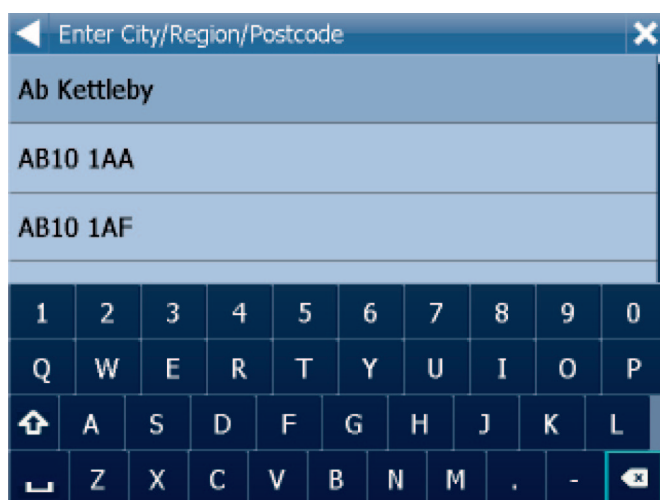 Enter City/Region/Postcode
Ab Kettleby
AB10 1AA
AB10 1AF
1 2 3 4 5 6 7 8 9 0
Q W E R T Y U I O P
A S D F G H J K L
Z X C V B N M . -